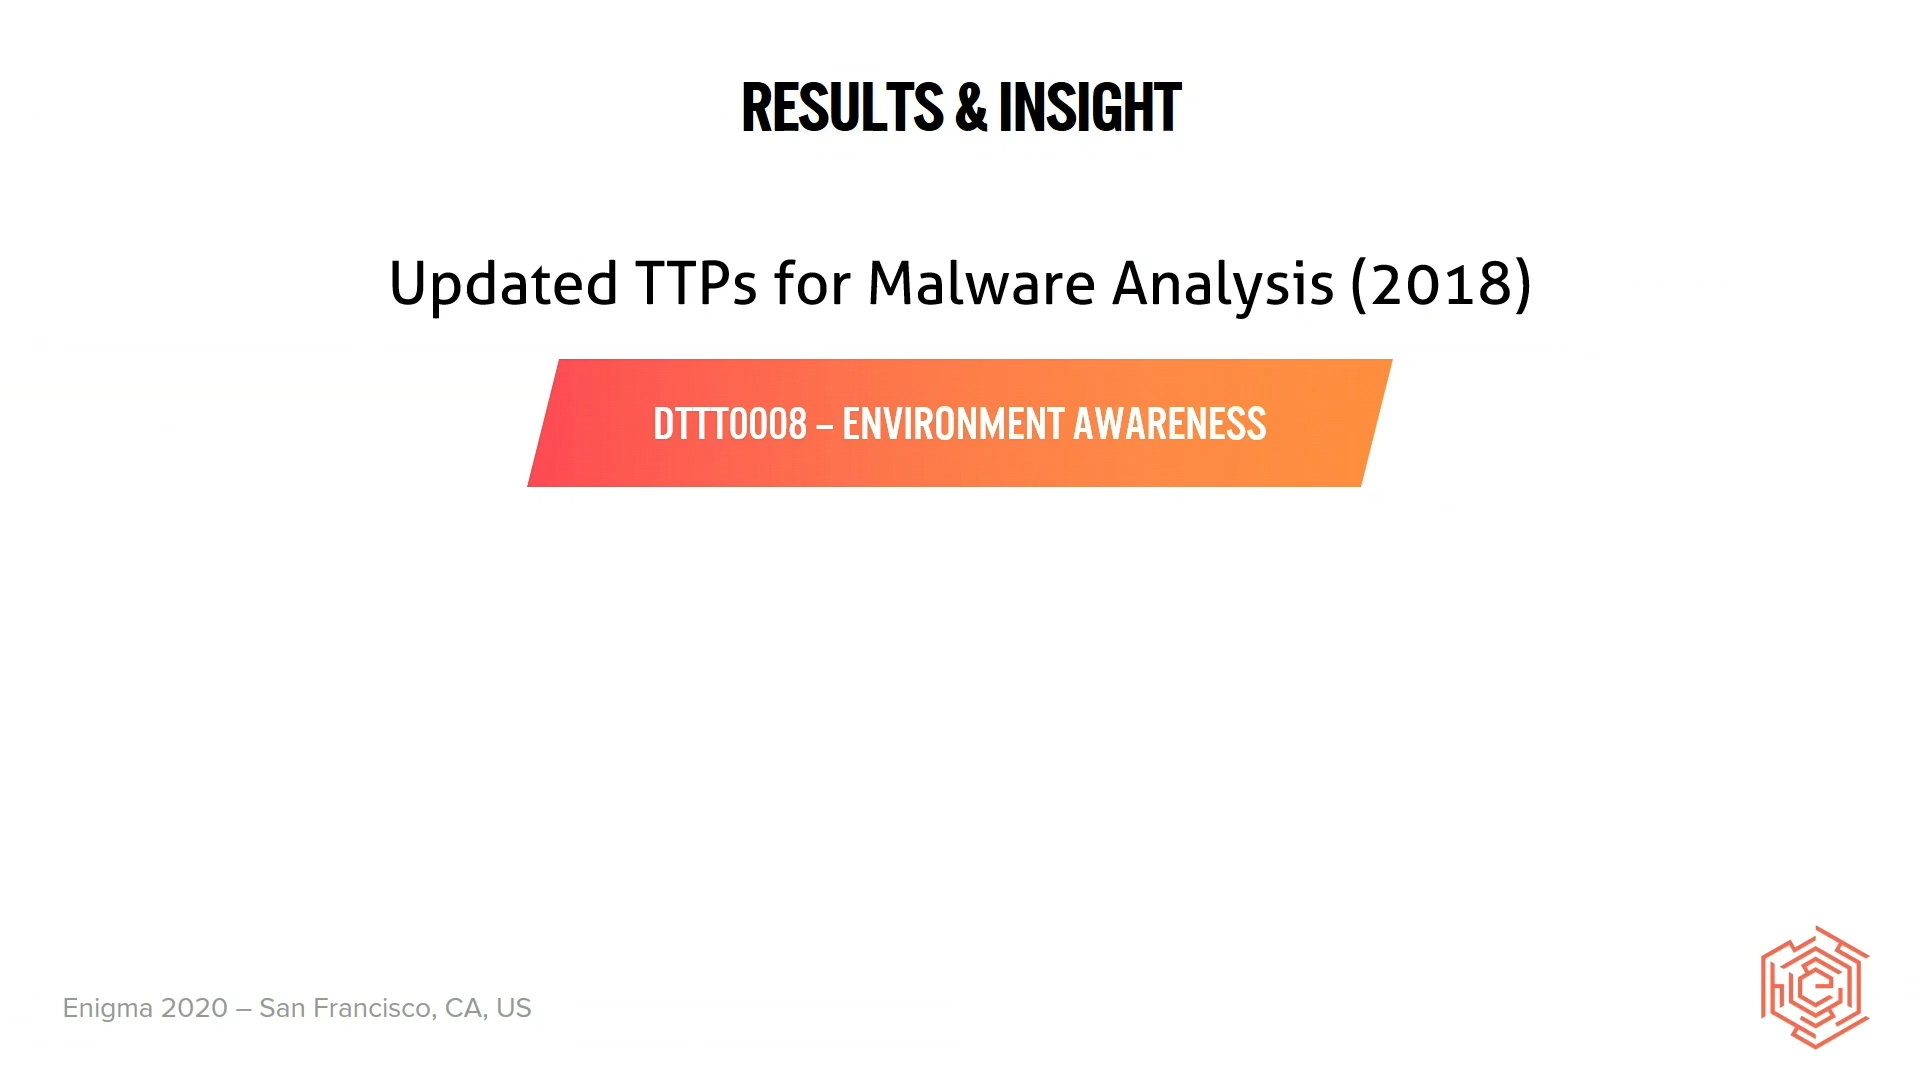 RESULTS & INSIGHT
Updated TTPs for Malware Analysis (2018)
DTTT0008 – ENVIRONMENT AWARENESS
Enigma 2020 – San Francisco, CA, US